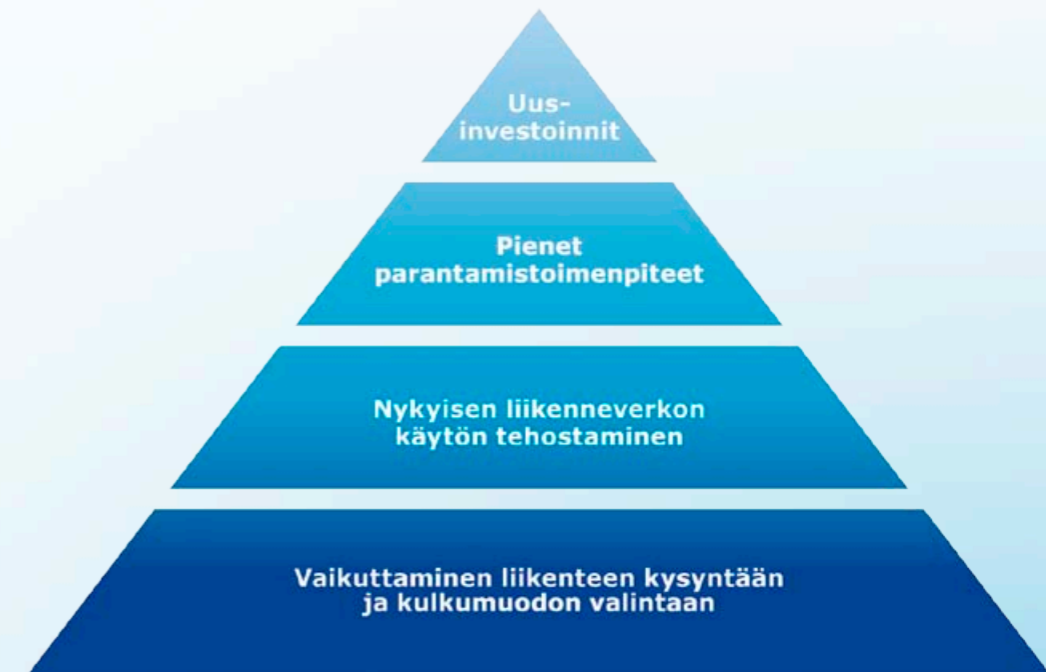 Uus-
investoinnit
Pienet
parantamistoimenpiteet
Nykyisen liikenneverkon
käytön tehostaminen
Vaikuttaminen liikenteen kysyntään
ja kulkumuodon valintaan